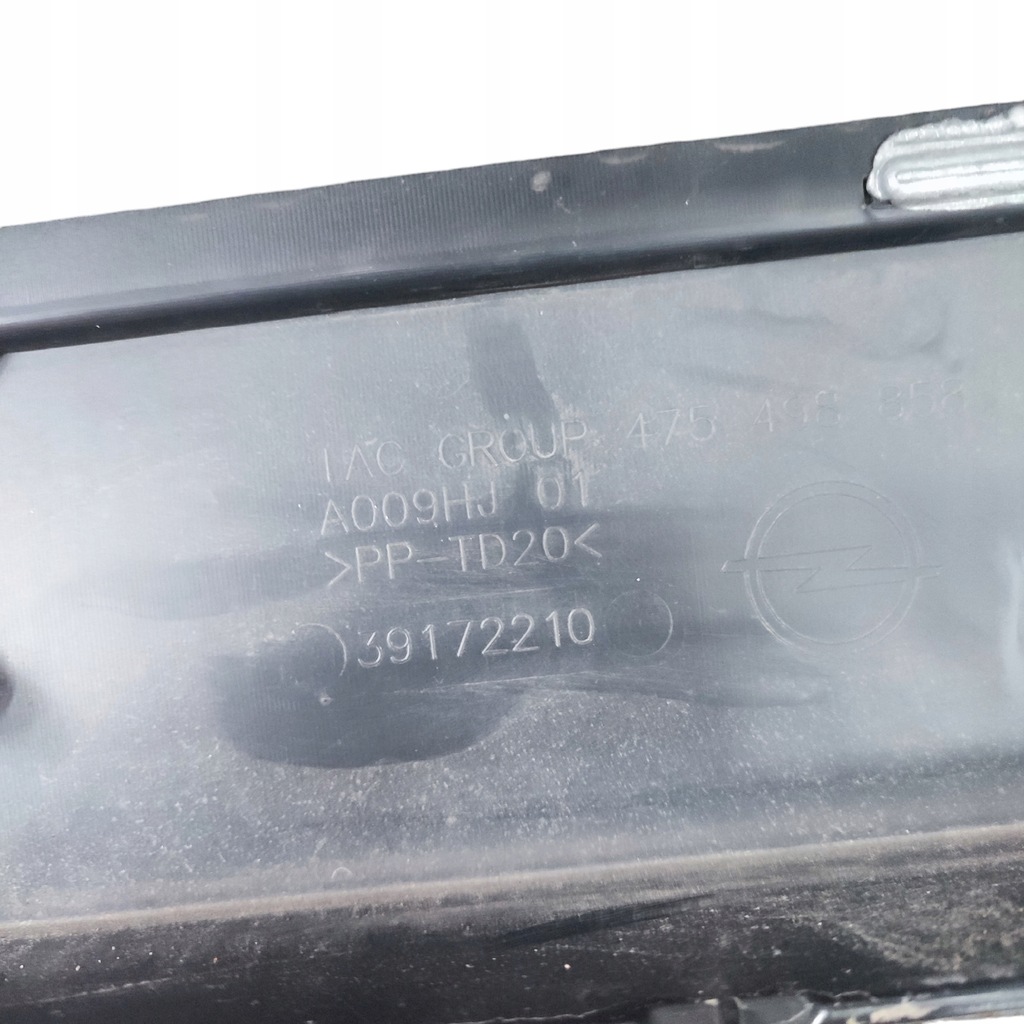 IAC GROUP 475 498 858
A009HJ 01
>PP-TD20<
39172210